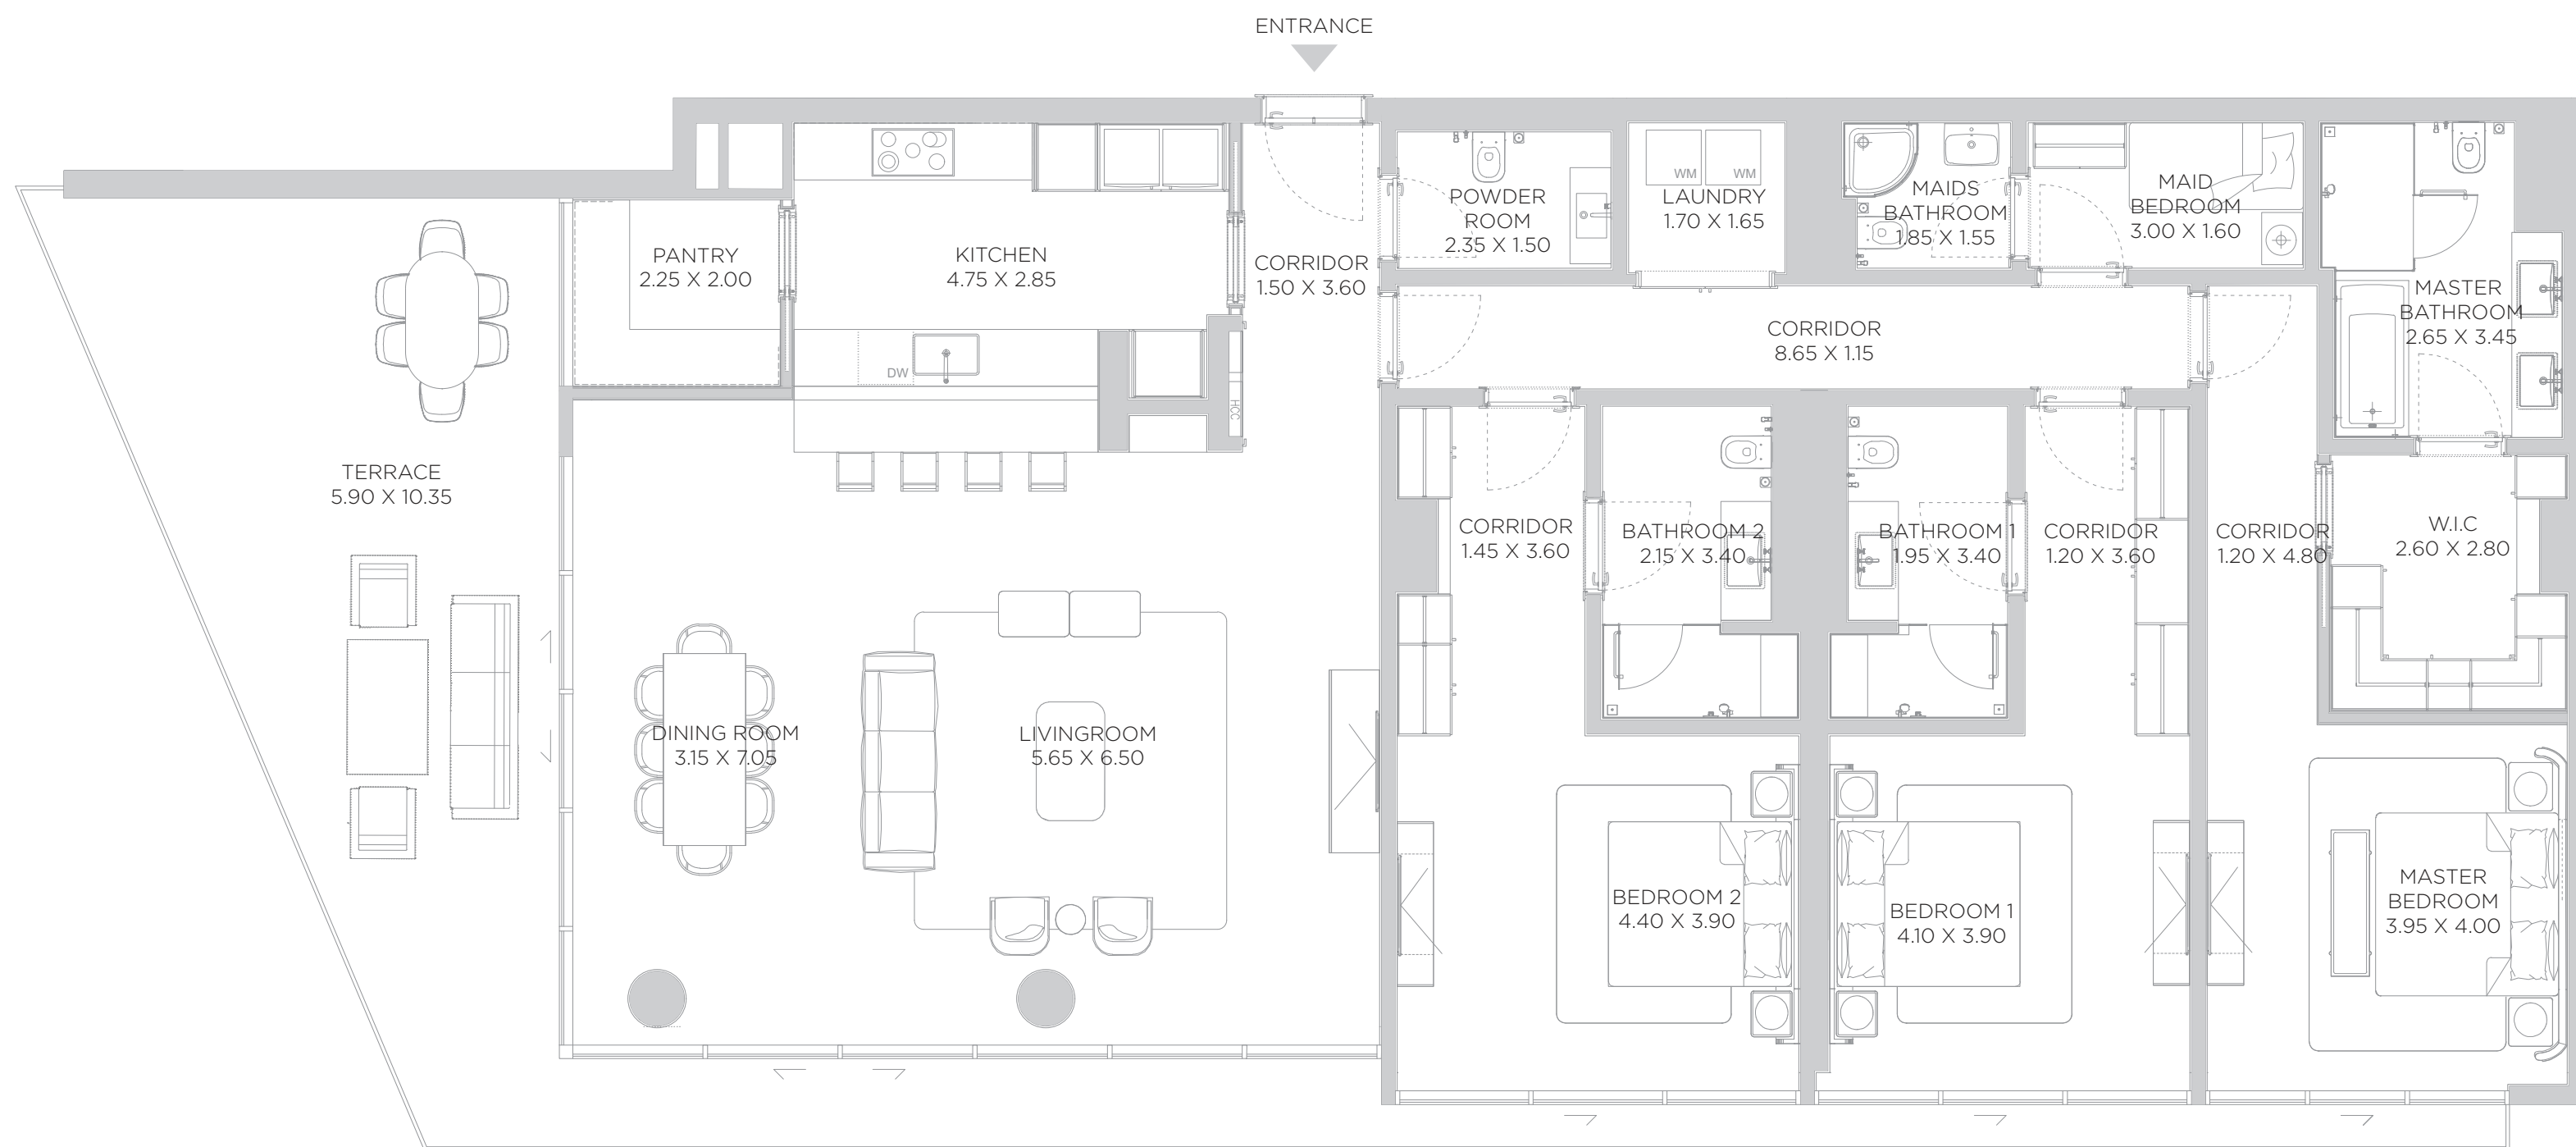 ENTRANCE
WM
WM
POWDER
ROOM
2.35 X 1.50
LAUNDRY
1.70 X 1.65
MAIDS
BATHROOM
1.85 X 1.55
MAID
BEDROOM
3.00 X 1.60
PANTRY
2.25 X 2.00
KITCHEN
4.75 X 2.85
CORRIDOR
1.50 X 3.60
MASTER
BATHROOM
2.65 X 3.45
CORRIDOR
8.65 X 1.15
DW
HCC
TERRACE
5.90 X 10.35
CORRIDOR
1.45 X 3.60
BATHROOM 2
2.15 X 3.40
BATHROOM 1
1.95 X 3.40
CORRIDOR
1.20 X 3.60
CORRIDOR
1.20 X 4.80
W.I.C
2.60 X 2.80
DINING ROOM
3.15 X 7.05
LIVINGROOM
5.65 X 6.50
BEDROOM 2
4.40 X 3.90
BEDROOM 1
4.10 X 3.90
MASTER
BEDROOM
3.95 X 4.00